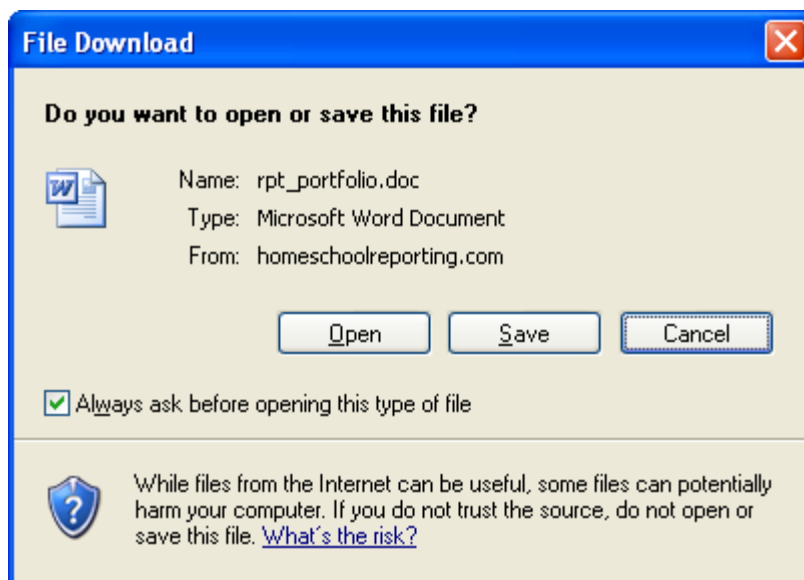 File Download
Do you want to open or save this file?
Name: rpt_portfolio.doc
Type: Microsoft Word Document
From: homeschoolreporting.com
Open Save Cancel
Always ask before opening this type of file
While files from the Internet can be useful, some files can potentially
harm your computer. If you do not trust the source, do not open or
save this file. What's the risk?